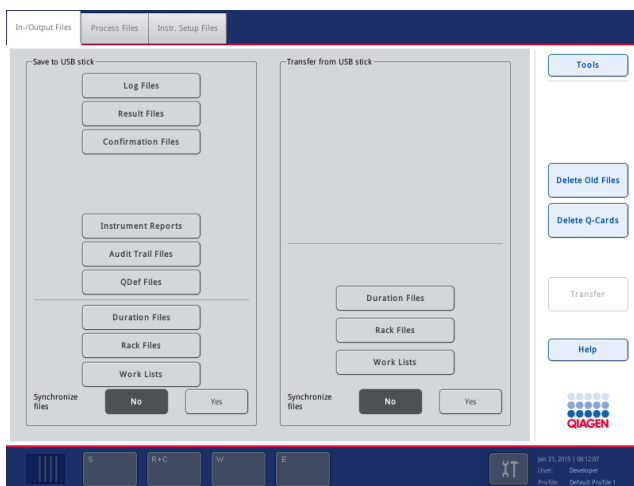 In-/Output Files
Process Files
Instr. Setup Files
Save to USB stick
Log Files
Result Files
Confirmation Files
Instrument Reports
Audit Trail Files
QDef Files
Duration Files
Rack Files
Work Lists
Synchronize
files
No
Yes
Transfer from USB stick
Duration Files
Rack Files
Work Lists
Synchronize
files
No
Yes
Tools
Delete Old Files
Delete Q-Cards
Transfer
Help
QIAGEN
S
R+C
W
E
Jan 21, 2015 | 08:12:07
User: Developer
Profile: Default Profile 1